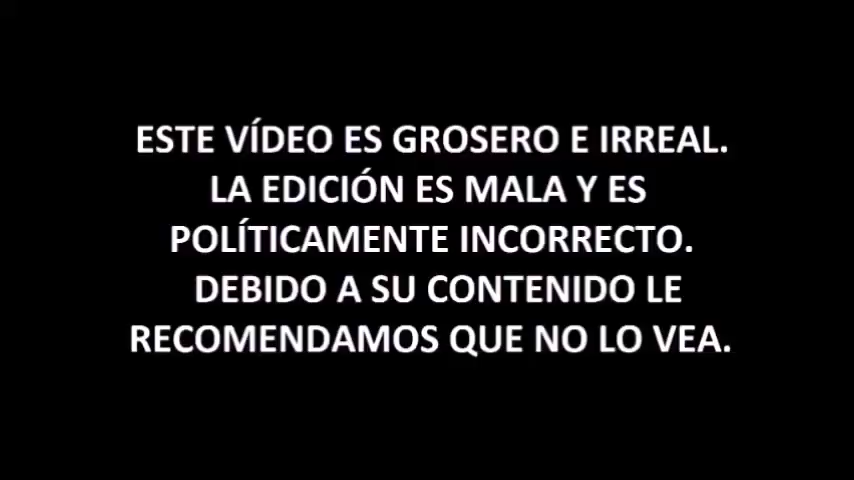 ESTE VÍDEO ES GROSERO E IRREAL.
LA EDICIÓN ES MALA Y ES
POLÍTICAMENTE INCORRECTO.
DEBIDO A SU CONTENIDO LE
RECOMENDAMOS QUE NO LO VEA.